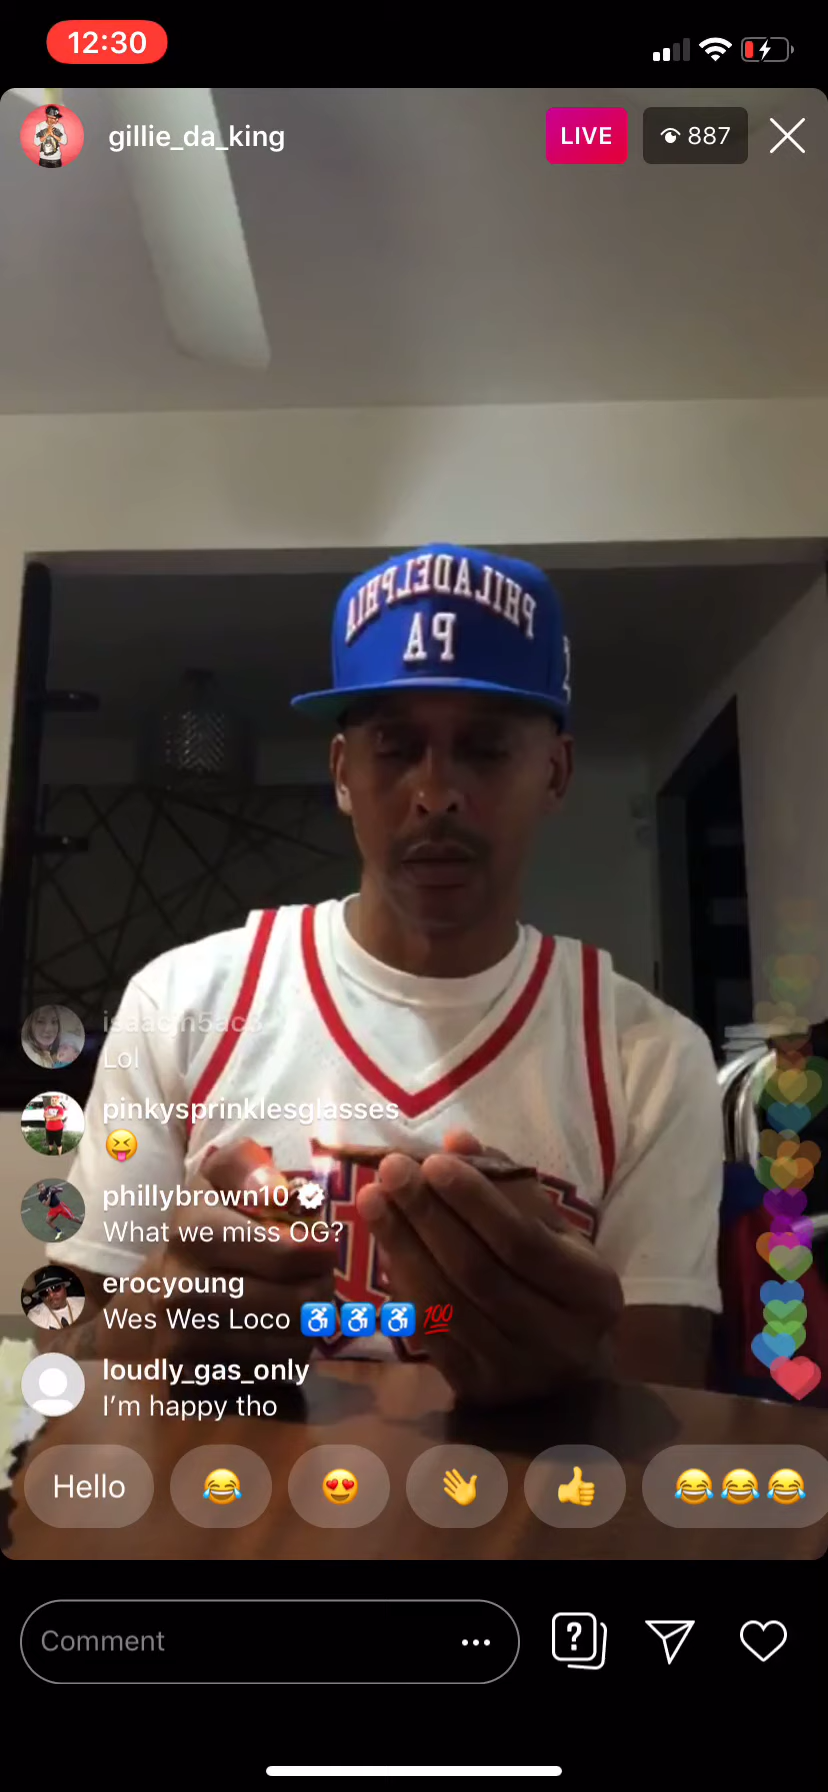 12:30
gillie_da_king
LIVE
887
PHILADELPHIA
PA
Lol
pinkysprinklesglasses
😝
phillybrown10
What we miss OG?
erocyoung
Wes Wes Loco ♿♿♿ 💯
loudly_gas_only
I'm happy tho
Hello 😂 😍 👋 👍 😂😂😂
Comment